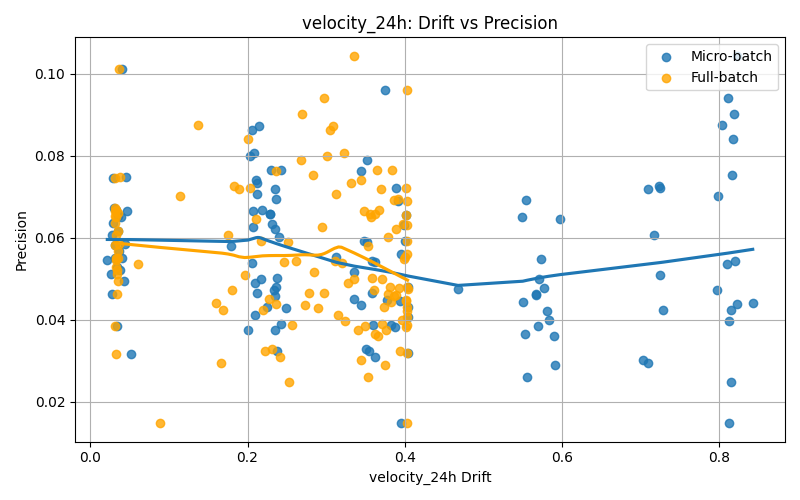 velocity_24h: Drift vs Precision
Micro-batch
Full-batch
Precision
0.10
0.08
0.06
0.04
0.02
0.0
0.2
0.4
0.6
0.8
velocity_24h Drift